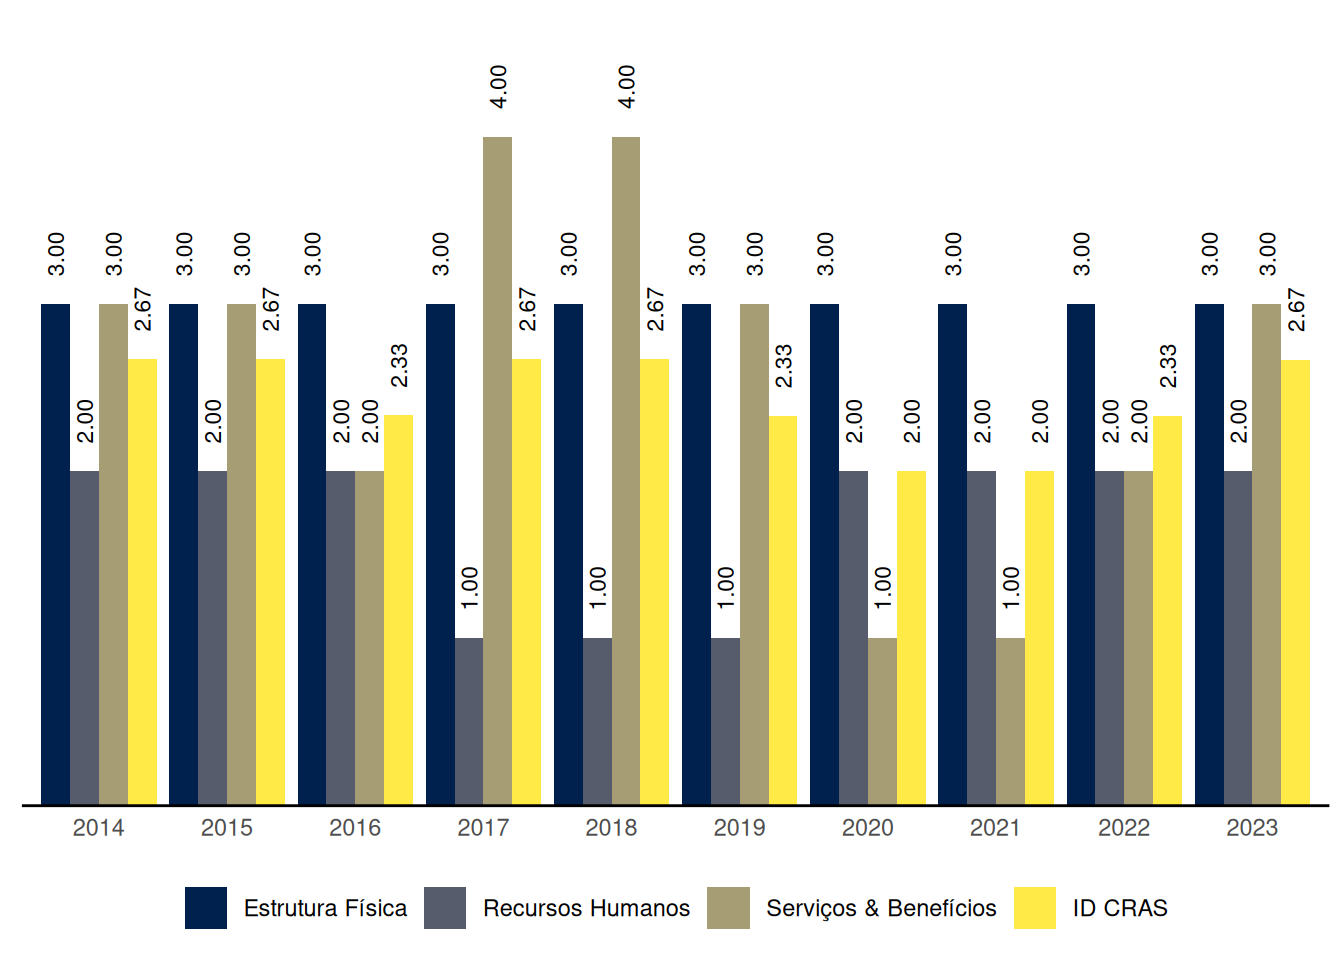 4.00 4.00
3.00 3.00 3.00 3.00 3.00 3.00 3.00 3.00 3.00 3.00 3.00 3.00 3.00 3.00
2.67 2.67 2.67 2.67 2.67
2.33 2.33 2.33
2.00 2.00 2.00 2.00 2.00 2.00 2.00 2.00 2.00 2.00 2.00
1.00 1.00 1.00 1.00 1.00
2014 2015 2016 2017 2018 2019 2020 2021 2022 2023
Estrutura Física Recursos Humanos Serviços & Benefícios ID CRAS